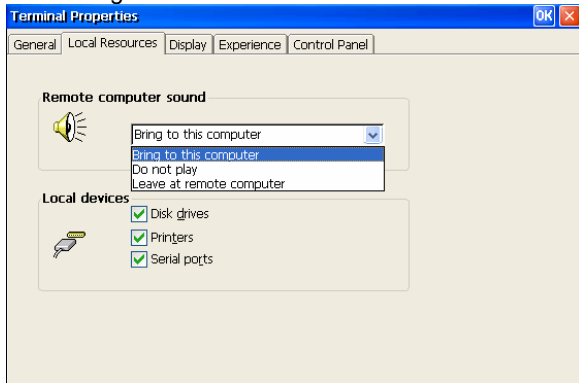 Terminal Properties OK
General Local Resources Display Experience Control Panel
Remote computer sound
Bring to this computer
Bring to this computer
Do not play
Leave at remote computer
Local devices
Disk drives
Printers
Serial ports